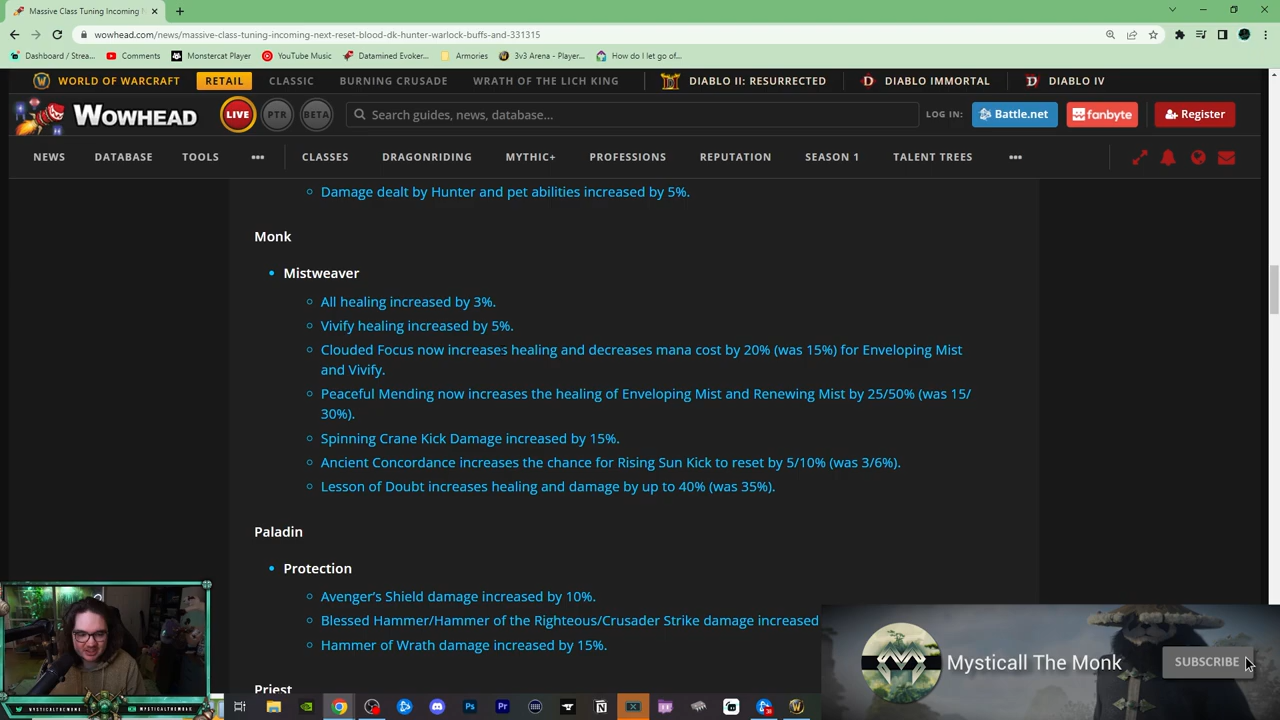 Massive Class Tuning Incoming
wowhead.com/news/massive-class-tuning-incoming-next-reset-blood-dk-hunter-warlock-buffs-and-331315
Dashboard / Strea...
Comments
Monstercat Player
YouTube Music
Datamined Evoker...
Armories
3v3 Arena - Player...
How do I let go of...
WORLD OF WARCRAFT
RETAIL
CLASSIC
BURNING CRUSADE
WRATH OF THE LICH KING
DIABLO II: RESURRECTED
DIABLO IMMORTAL
DIABLO IV
WOWHEAD
LIVE
PTR
BETA
Search guides, news, database...
LOG IN:
Battle.net
fanbyte
Register
NEWS
DATABASE
TOOLS
•••
CLASSES
DRAGONRIDING
MYTHIC+
PROFESSIONS
REPUTATION
SEASON 1
TALENT TREES
•••
Damage dealt by Hunter and pet abilities increased by 5%.
Monk
Mistweaver
All healing increased by 3%.
Vivify healing increased by 5%.
Clouded Focus now increases healing and decreases mana cost by 20% (was 15%) for Enveloping Mist
and Vivify.
Peaceful Mending now increases the healing of Enveloping Mist and Renewing Mist by 25/50% (was 15/
30%).
Spinning Crane Kick Damage increased by 15%.
Ancient Concordance increases the chance for Rising Sun Kick to reset by 5/10% (was 3/6%).
Lesson of Doubt increases healing and damage by up to 40% (was 35%).
Paladin
Protection
Avenger's Shield damage increased by 10%.
Blessed Hammer/Hammer of the Righteous/Crusader Strike damage increased
Hammer of Wrath damage increased by 15%.
Priest
Mysticall The Monk
SUBSCRIBE
MYSTICALLTHEMONK
MYSTICALLTHEMONK